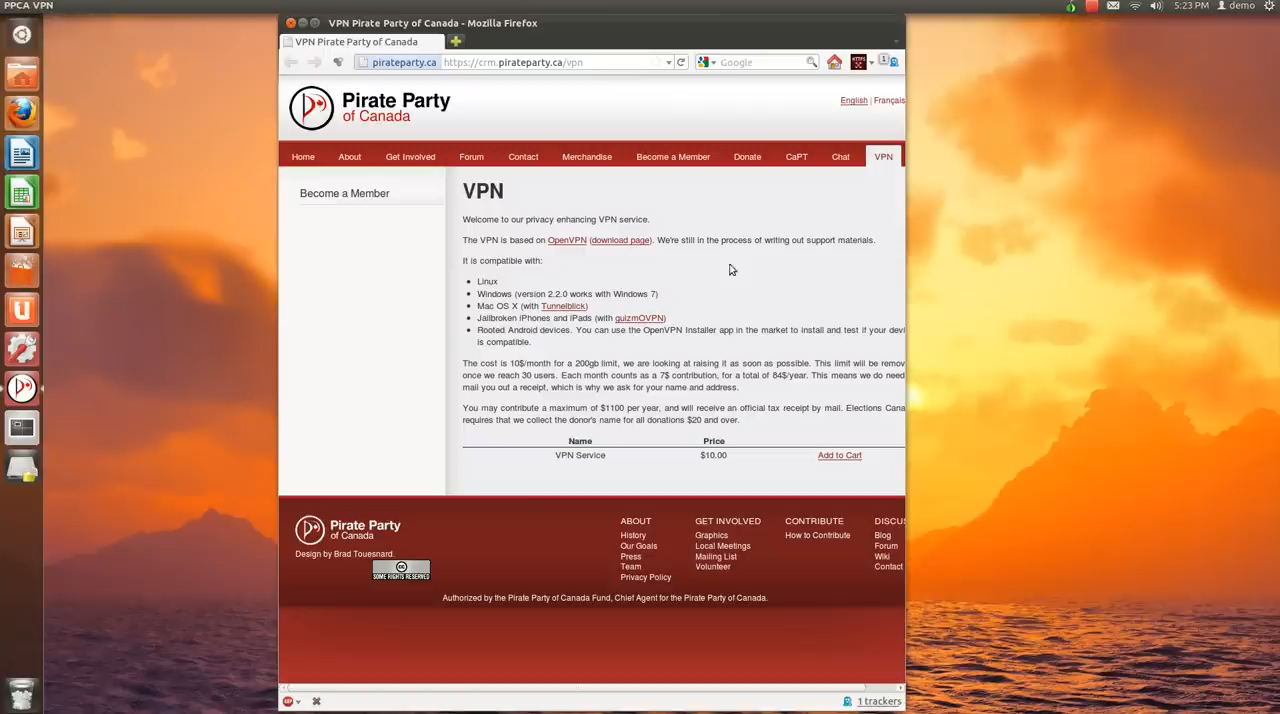 PPCA VPN
5:23 PM demo
VPN Pirate Party of Canada - Mozilla Firefox
VPN Pirate Party of Canada
pirateparty.ca https://crm.pirateparty.ca/vpn Google 1
Pirate Party
of Canada
English | Français
Home About Get Involved Forum Contact Merchandise Become a Member Donate CaPT Chat VPN
Become a Member
VPN
Welcome to our privacy enhancing VPN service.
The VPN is based on OpenVPN (download page). We're still in the process of writing out support materials.
It is compatible with:
Linux
Windows (version 2.2.0 works with Windows 7)
Mac OS X (with Tunnelblick)
Jailbroken iPhones and iPads (with guizmOVPN)
Rooted Android devices. You can use the OpenVPN Installer app in the market to install and test if your devi
is compatible.
The cost is 10$/month for a 200gb limit, we are looking at raising it as soon as possible. This limit will be remov
once we reach 30 users. Each month counts as a 7$ contribution, for a total of 84$/year. This means we do need
mail you out a receipt, which is why we ask for your name and address.
You may contribute a maximum of $1100 per year, and will receive an official tax receipt by mail. Elections Cana
requires that we collect the donor's name for all donations $20 and over.
Name Price
VPN Service $10.00 Add to Cart
Pirate Party
of Canada
Design by Brad Touesnard.
SOME RIGHTS RESERVED
ABOUT
History
Our Goals
Press
Team
Privacy Policy
GET INVOLVED
Graphics
Local Meetings
Mailing List
Volunteer
CONTRIBUTE
How to Contribute
DISCUS
Blog
Forum
Wiki
Contact
Authorized by the Pirate Party of Canada Fund, Chief Agent for the Pirate Party of Canada.
ABP
1 trackers